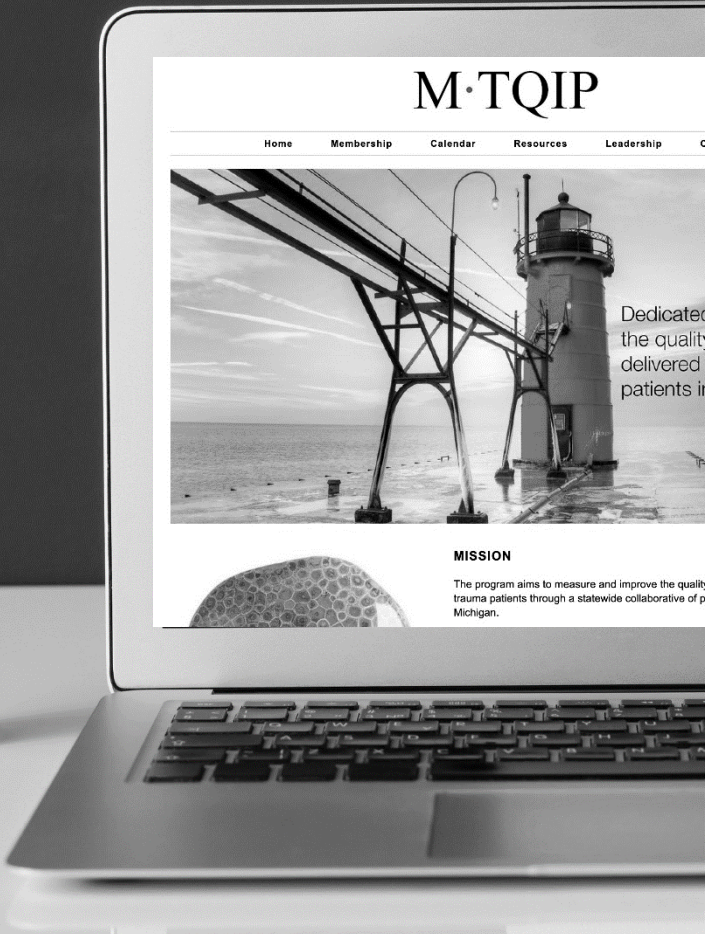 M·TQIP
Home Membership Calendar Resources Leadership
Dedicated
the quality
delivered
patients in
MISSION
The program aims to measure and improve the quality
trauma patients through a statewide collaborative of p
Michigan.